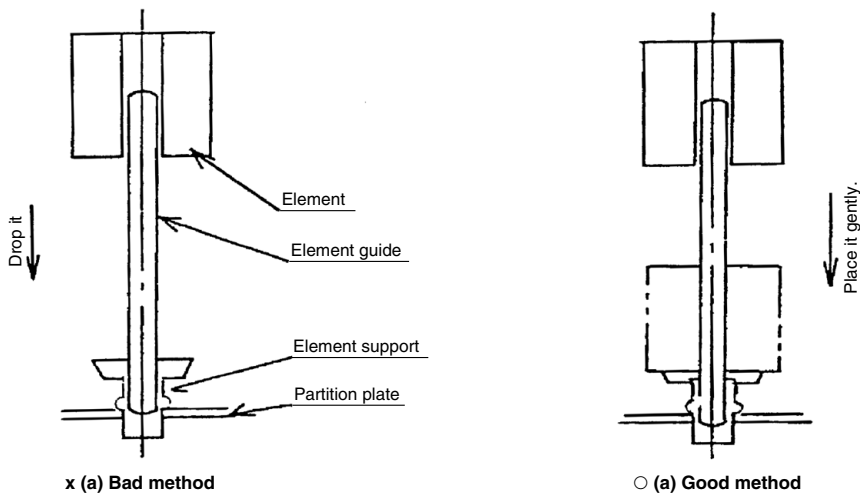 Drop it
Element
Element guide
Element support
Partition plate
x (a) Bad method
Place it gently.
○ (a) Good method